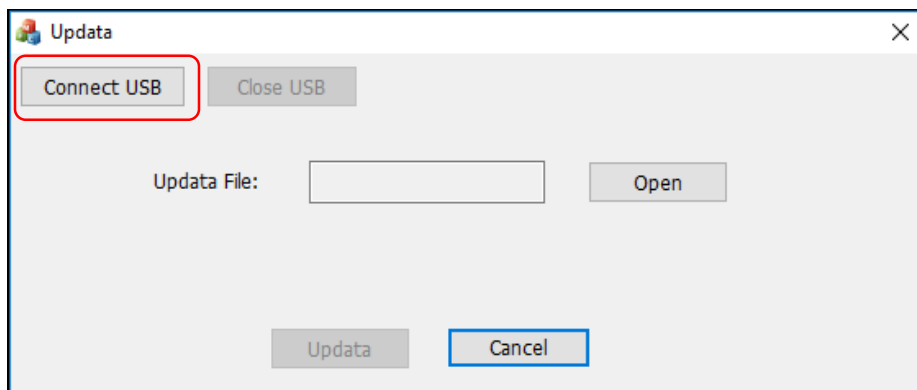 Updata
Connect USB Close USB
Updata File: Open
Updata Cancel